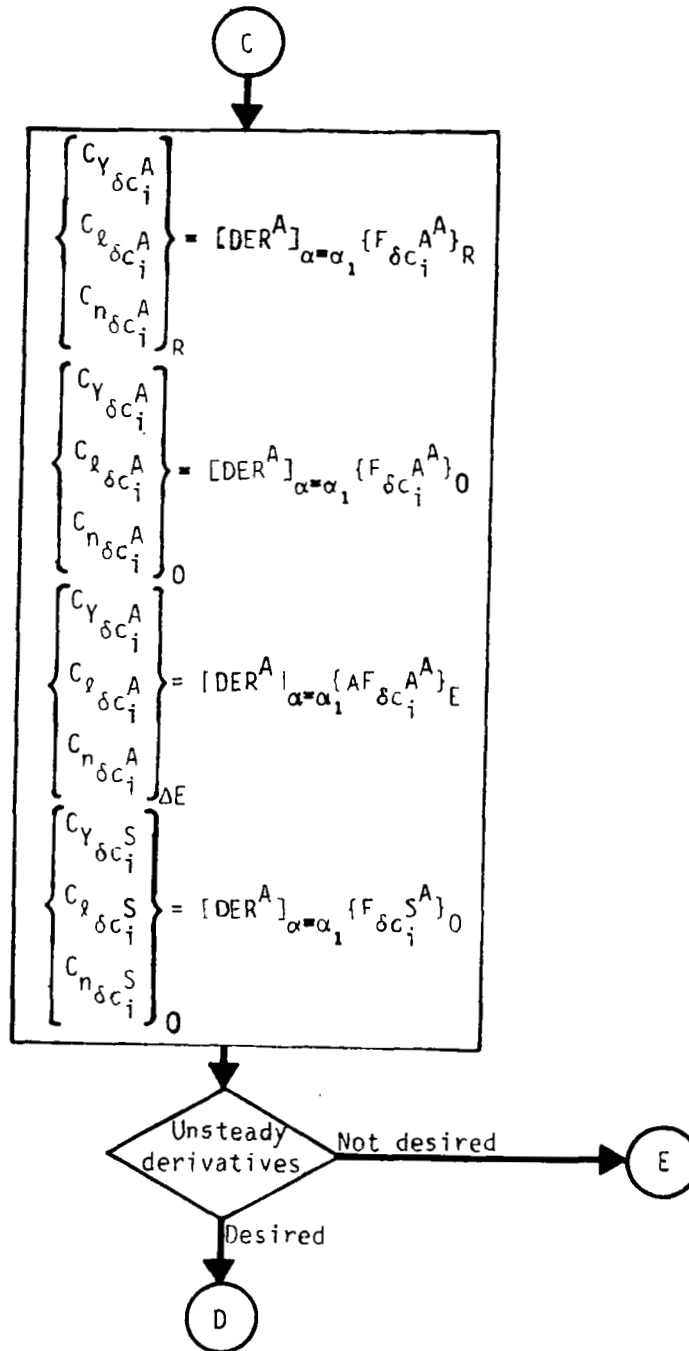 C
C_{Y_{δc_i^A}}
C_{ℓ_{δc_i^A}} = [DER^A]_{α=α_1} {F_{δc_i^A}^A}_R
C_{n_{δc_i^A}} R
C_{Y_{δc_i^A}}
C_{ℓ_{δc_i^A}} = [DER^A]_{α=α_1} {F_{δc_i^A}^A}_0
C_{n_{δc_i^A}} 0
C_{Y_{δc_i^A}}
C_{ℓ_{δc_i^A}} = [DER^A]_{α=α_1} {AF_{δc_i^A}^A}_E
C_{n_{δc_i^A}} ΔE
C_{Y_{δc_i^S}}
C_{ℓ_{δc_i^S}} = [DER^A]_{α=α_1} {F_{δc_i^S}^A}_0
C_{n_{δc_i^S}} 0
Unsteady
derivatives
Not desired
E
Desired
D